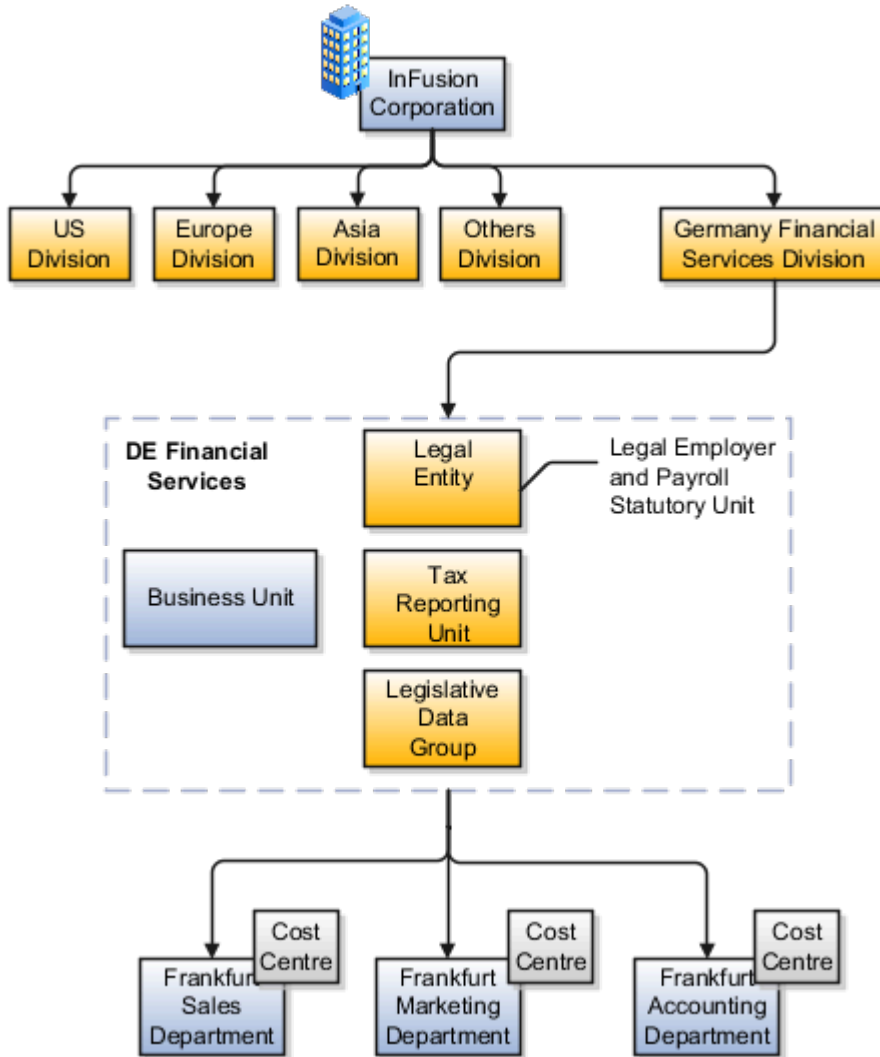 InFusion
Corporation
US
Division
Europe
Division
Asia
Division
Others
Division
Germany Financial
Services Division
DE Financial
Services
Legal
Entity
Legal Employer
and Payroll
Statutory Unit
Business Unit
Tax
Reporting
Unit
Legislative
Data
Group
Cost
Centre
Frankfurt
Sales
Department
Cost
Centre
Frankfurt
Marketing
Department
Cost
Centre
Frankfurt
Accounting
Department